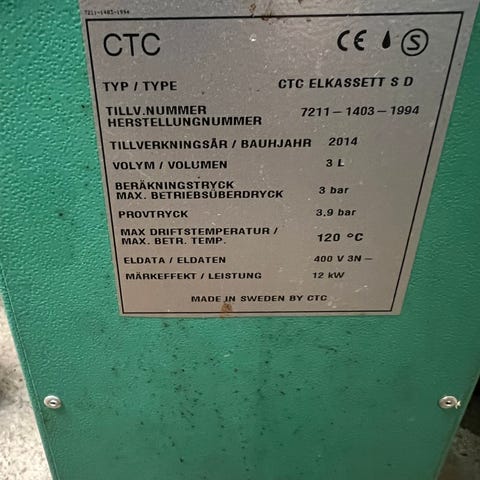 7211-1403-1994
CTC CE S
TYP / TYPE CTC ELKASSETT S D
TILLV.NUMMER
HERSTELLUNGNUMMER 7211-1403-1994
TILLVERKNINGSÅR / BAUHJAHR 2014
VOLYM / VOLUMEN 3 L
BERÄKNINGSTRYCK
MAX. BETRIEBSÜBERDRYCK 3 bar
PROVTRYCK 3.9 bar
MAX DRIFTSTEMPERATUR /
MAX. BETR. TEMP. 120 °C
ELDATA / ELDATEN 400 V 3N~
MÄRKEFFEKT / LEISTUNG 12 kW
MADE IN SWEDEN BY CTC